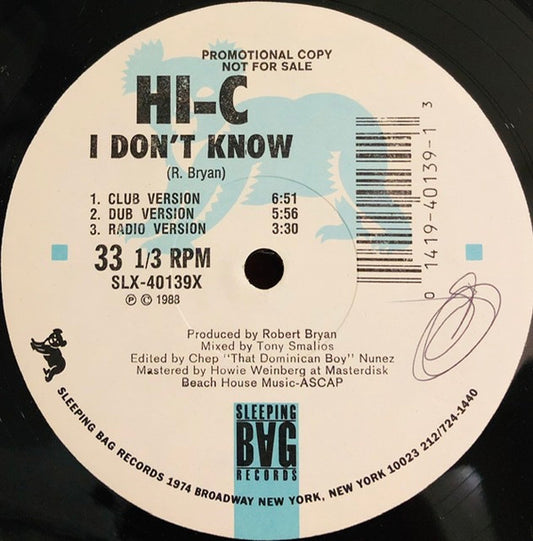 PROMOTIONAL COPY
NOT FOR SALE
HI-C
I DON'T KNOW
(R. Bryan)
1. CLUB VERSION 6:51
2. DUB VERSION 5:56
3. RADIO VERSION 3:30
33 1/3 RPM
SLX-40139X
℗ © 1988
0 1419-40139-1 3
Produced by Robert Bryan
Mixed by Tony Smalios
Edited by Chep "That Dominican Boy" Nunez
Mastered by Howie Weinberg at Masterdisk
Beach House Music-ASCAP
SLEEPING
BAG
RECORDS
SLEEPING BAG RECORDS 1974 BROADWAY NEW YORK, NEW YORK 10023 212/724-1440